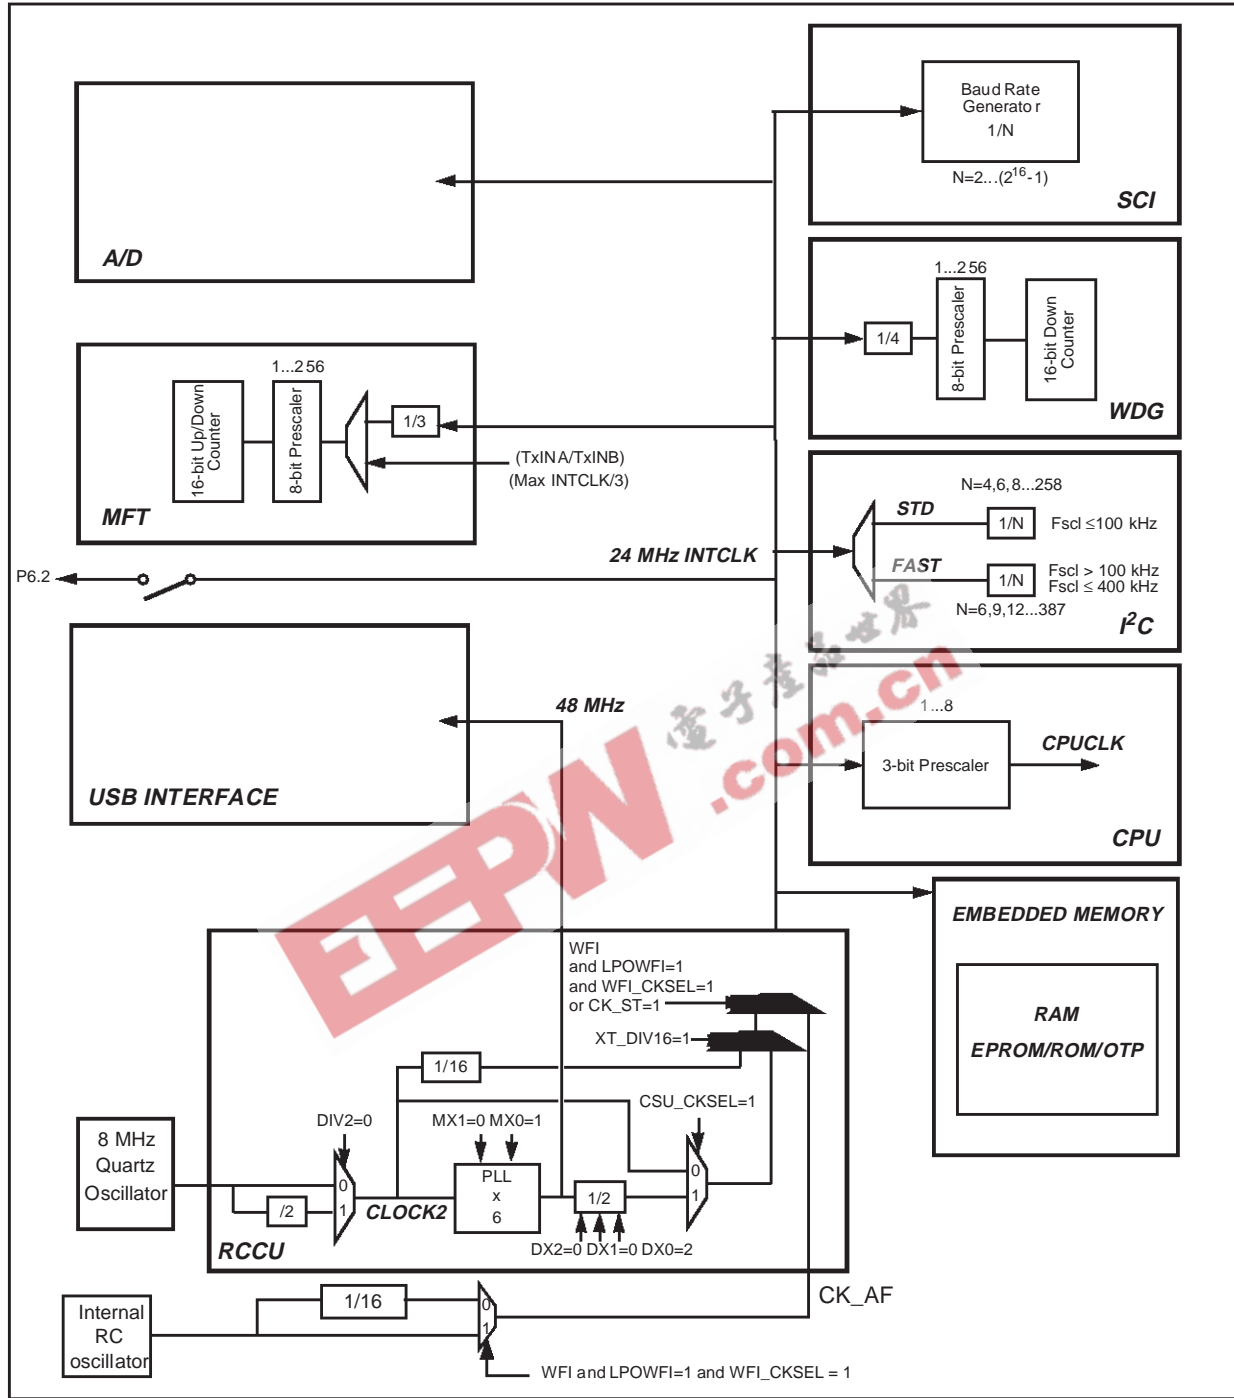 Baud Rate
Generator
1/N
N=2...(2^16-1)
SCI
A/D
1...256
1/4
8-bit Prescaler
16-bit Down
Counter
WDG
1...256
16-bit Up/Down
Counter
8-bit Prescaler
1/3
(TxINA/TxINB)
(Max INTCLK/3)
MFT
N=4,6,8...258
STD
1/N
Fscl ≤100 kHz
24 MHz INTCLK
FAST
1/N
Fscl > 100 kHz
Fscl ≤ 400 kHz
N=6,9,12...387
I²C
P6.2
48 MHz
USB INTERFACE
1...8
3-bit Prescaler
CPUCLK
CPU
電子產品世界
EEPW
.com.cn
EMBEDDED MEMORY
RAM
EPROM/ROM/OTP
WFI
and LPOWFI=1
and WFI_CKSEL=1
or CK_ST=1
XT_DIV16=1
1/16
CSU_CKSEL=1
DIV2=0
MX1=0 MX0=1
8 MHz
Quartz
Oscillator
/2
0
1
CLOCK2
PLL
x
6
1/2
0
1
DX2=0 DX1=0 DX0=2
RCCU
CK_AF
Internal
RC
oscillator
1/16
0
1
WFI and LPOWFI=1 and WFI_CKSEL = 1